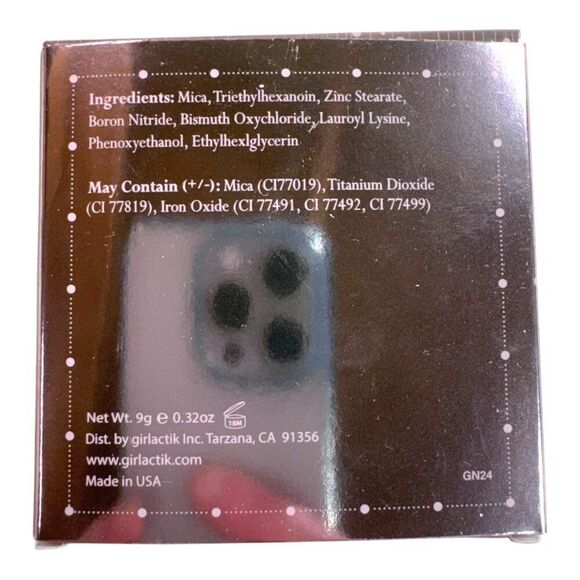 Ingredients: Mica, Triethylhexanoin, Zinc Stearate,
Boron Nitride, Bismuth Oxychloride, Lauroyl Lysine,
Phenoxyethanol, Ethylhexlglycerin
May Contain (+/-): Mica (CI77019), Titanium Dioxide
(CI 77819), Iron Oxide (CI 77491, CI 77492, CI 77499)
Net Wt. 9g e 0.32oz 18M
Dist. by girlactik Inc. Tarzana, CA 91356
www.girlactik.com
Made in USA
GN24